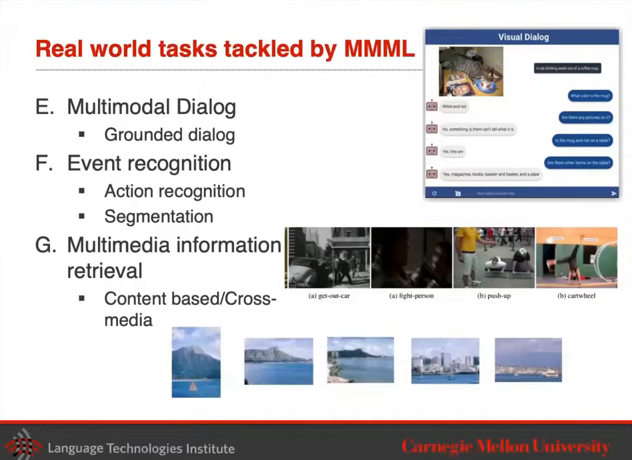 Real world tasks tackled by MMML
Visual Dialog
A cat drinking water out of a coffee mug.
What color is the mug?
White and red
Are there any pictures on it?
No, something is there can't tell what it is
Is the mug and cat on a table?
Yes, they are
Are there other items on the table?
Yes, magazines, books, toaster and basket, and a plate
E. Multimodal Dialog
▪ Grounded dialog
F. Event recognition
▪ Action recognition
▪ Segmentation
G. Multimedia information
retrieval
▪ Content based/Cross-
media
(a) get-out-car
(a) fight-person
(b) push-up
(b) cartwheel
Language Technologies Institute
Carnegie Mellon University